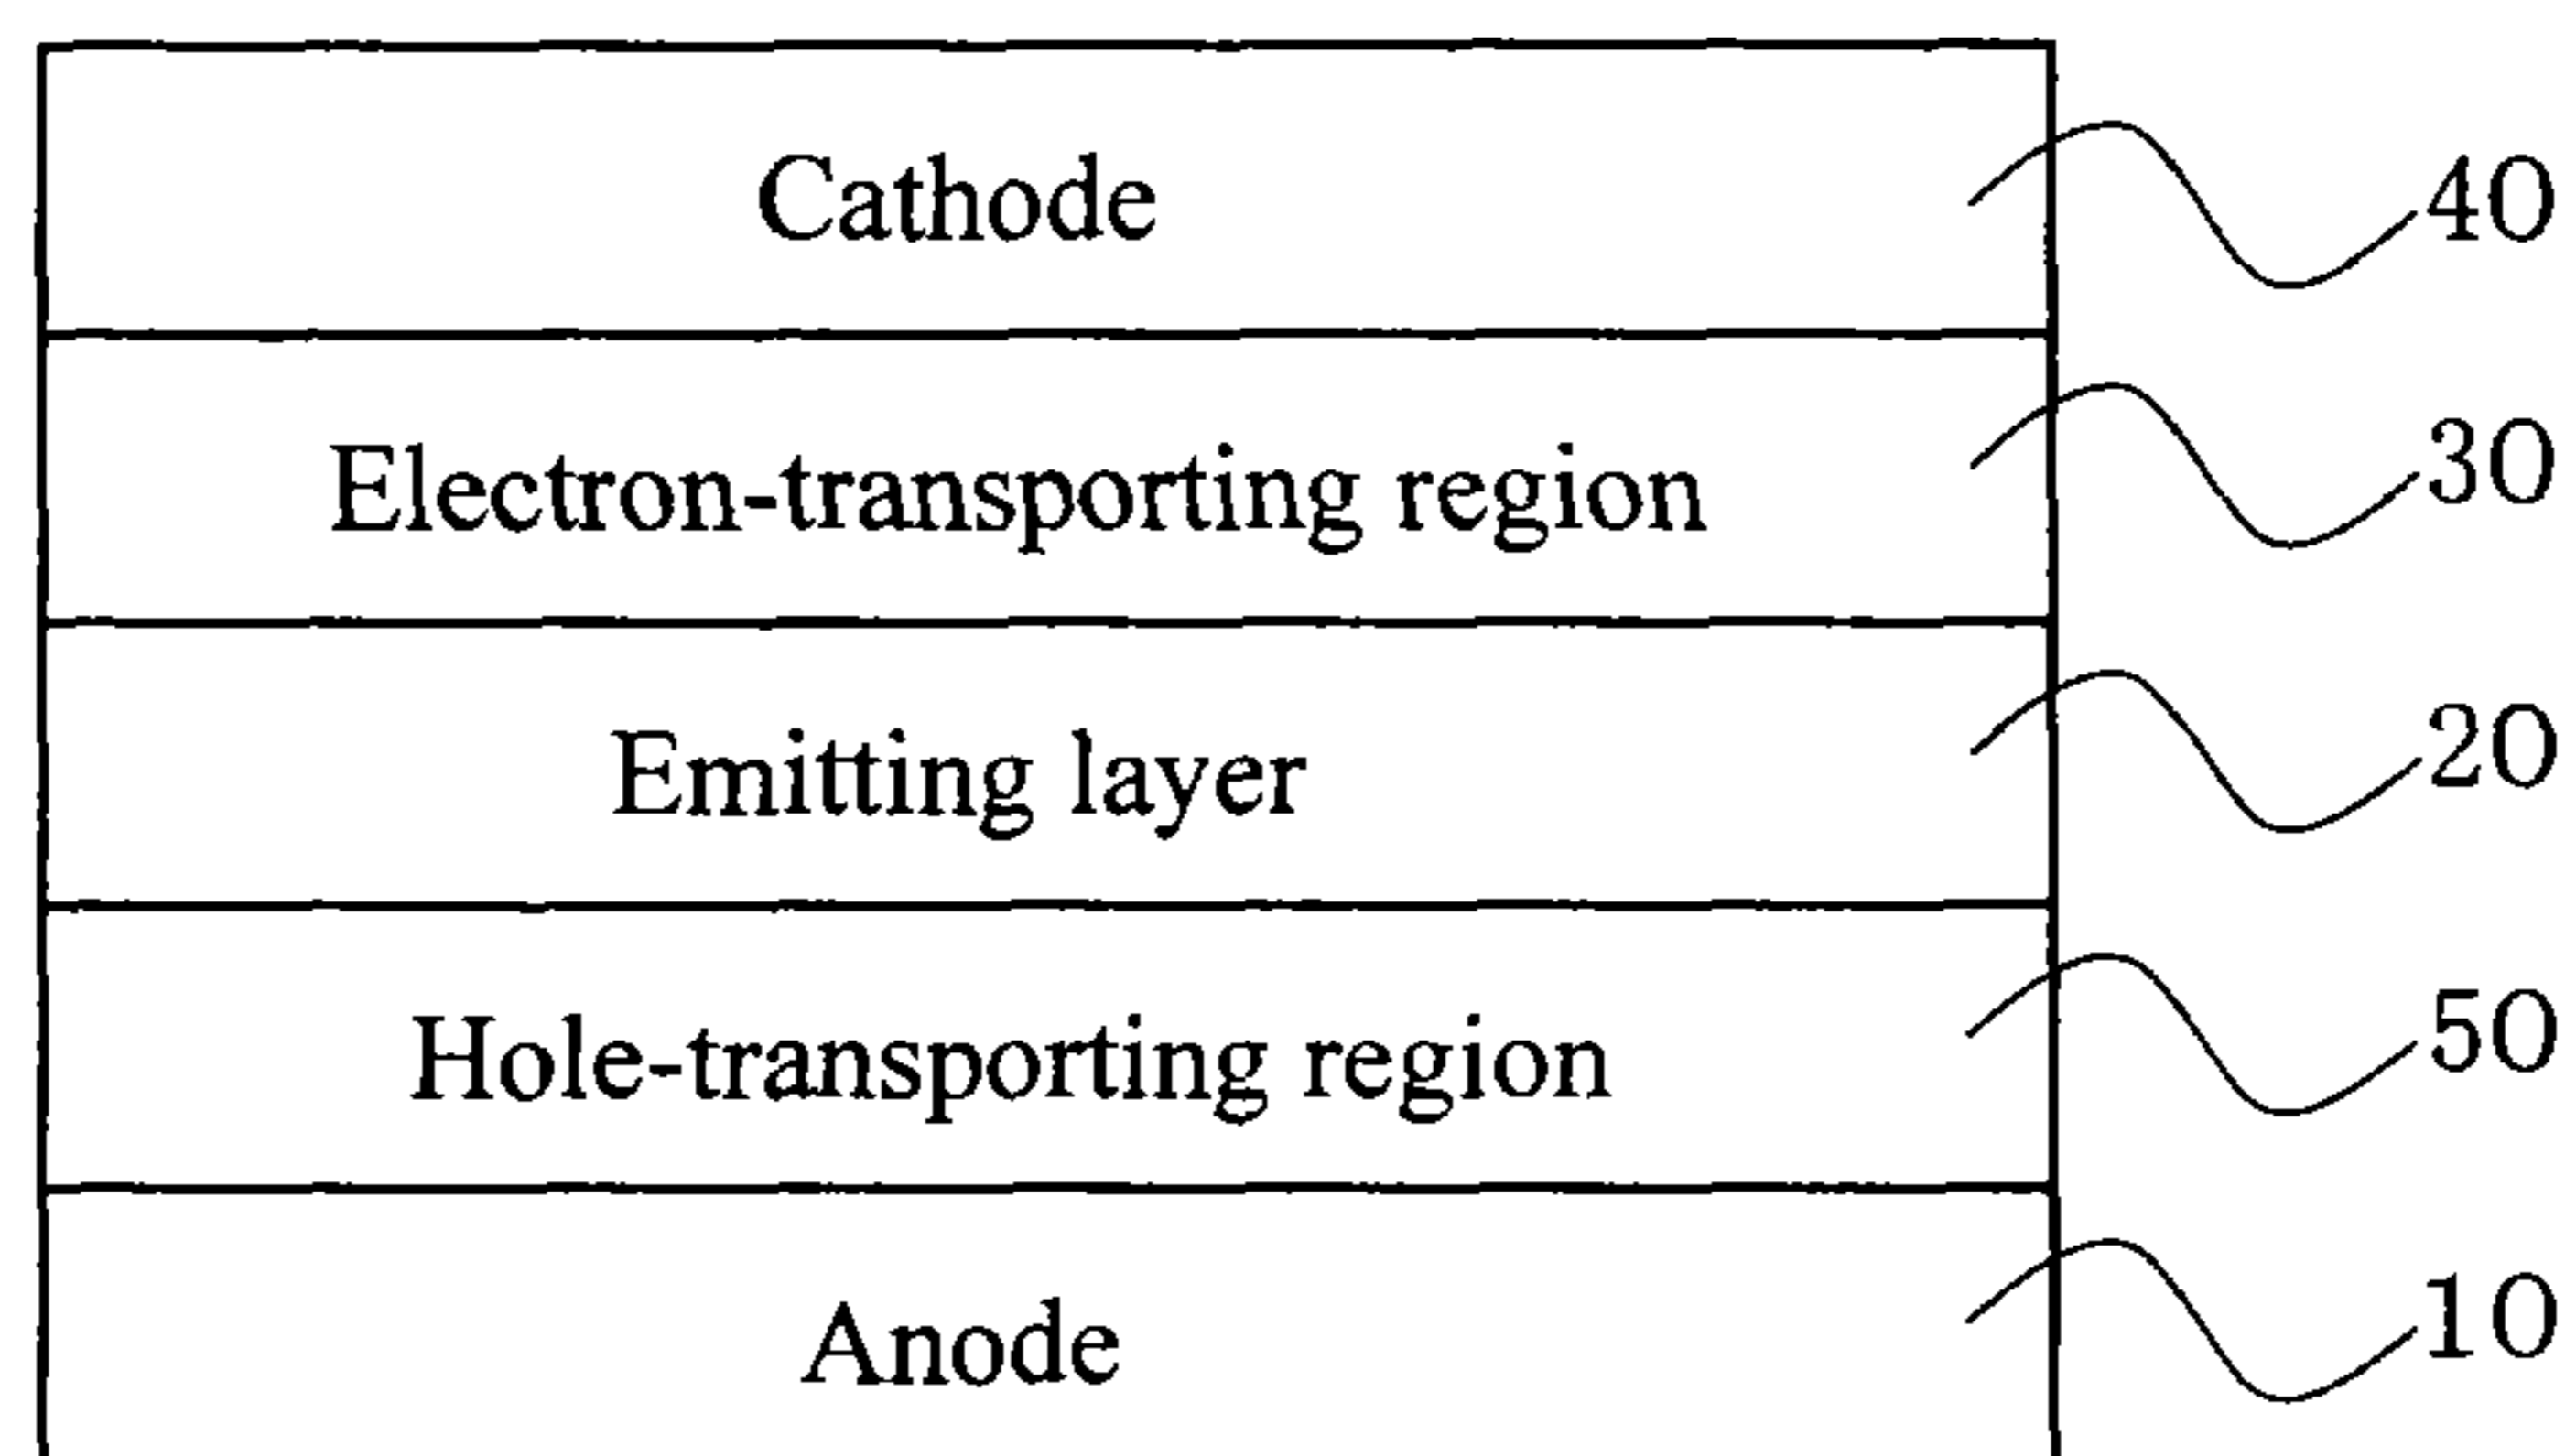 Cathode 40
Electron-transporting region 30
Emitting layer 20
Hole-transporting region 50
Anode 10